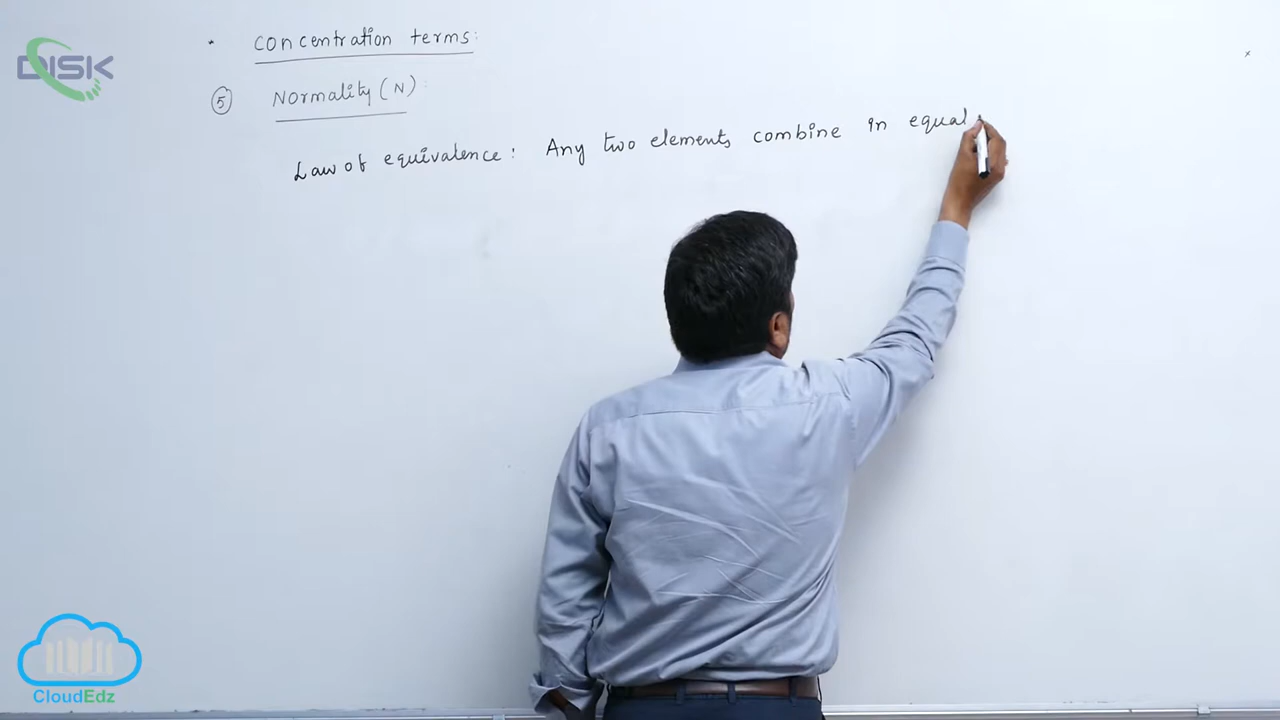 DISK
* Concentration terms:
5 Normality (N):
Law of equivalence: Any two elements combine in equal
CloudEdz